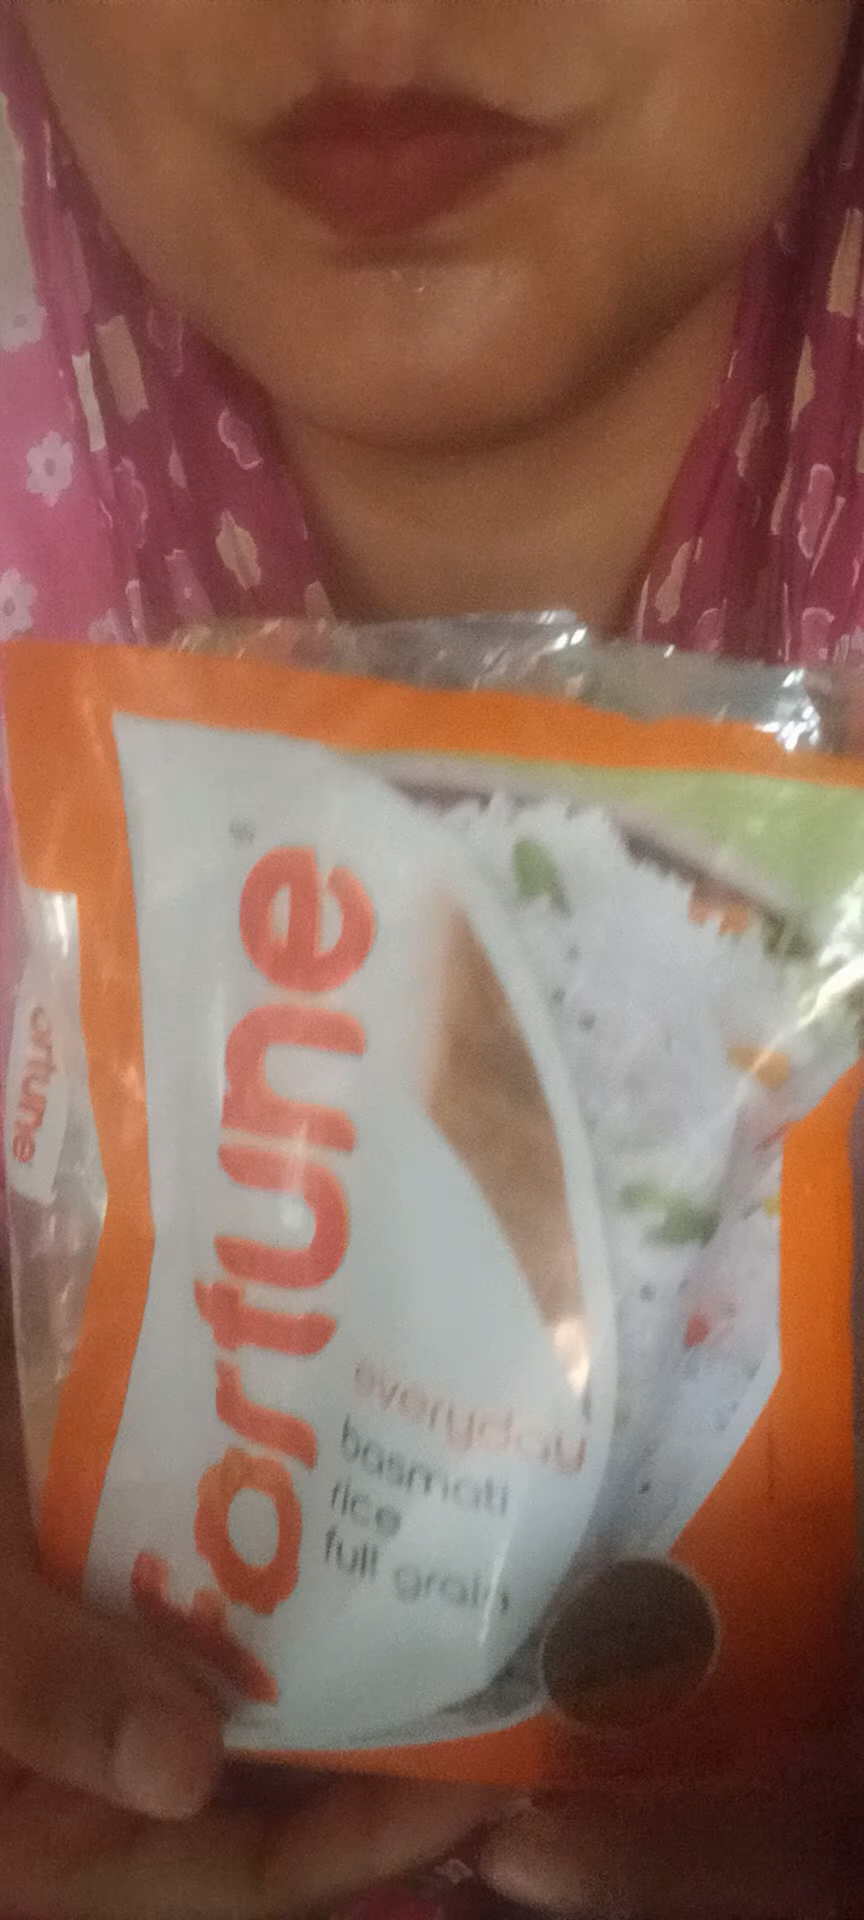 fortune
everyday
basmati
rice
full grain
ortune